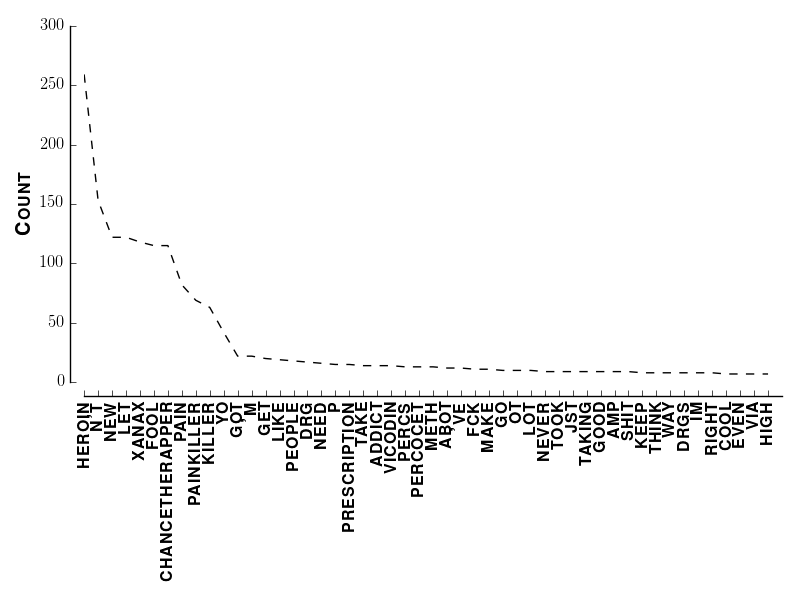 300
250
200
150
100
50
0
COUNT
HEROIN
N'T
NEW
LET
XANAX
FOOL
CHANCETHERAPPER
PAIN
PAINKILLER
KILLER
YO
GOT
'M
GET
LIKE
PEOPLE
DRG
NEED
P
PRESCRIPTION
TAKE
ADDICT
VICODIN
PERCS
PERCOCET
METH
ABOT
'VE
FCK
MAKE
GO
OT
LOT
NEVER
TOOK
JST
TAKING
GOOD
AMP
SHIT
KEEP
THINK
WAY
DRGS
IM
RIGHT
COOL
EVEN
VIA
HIGH